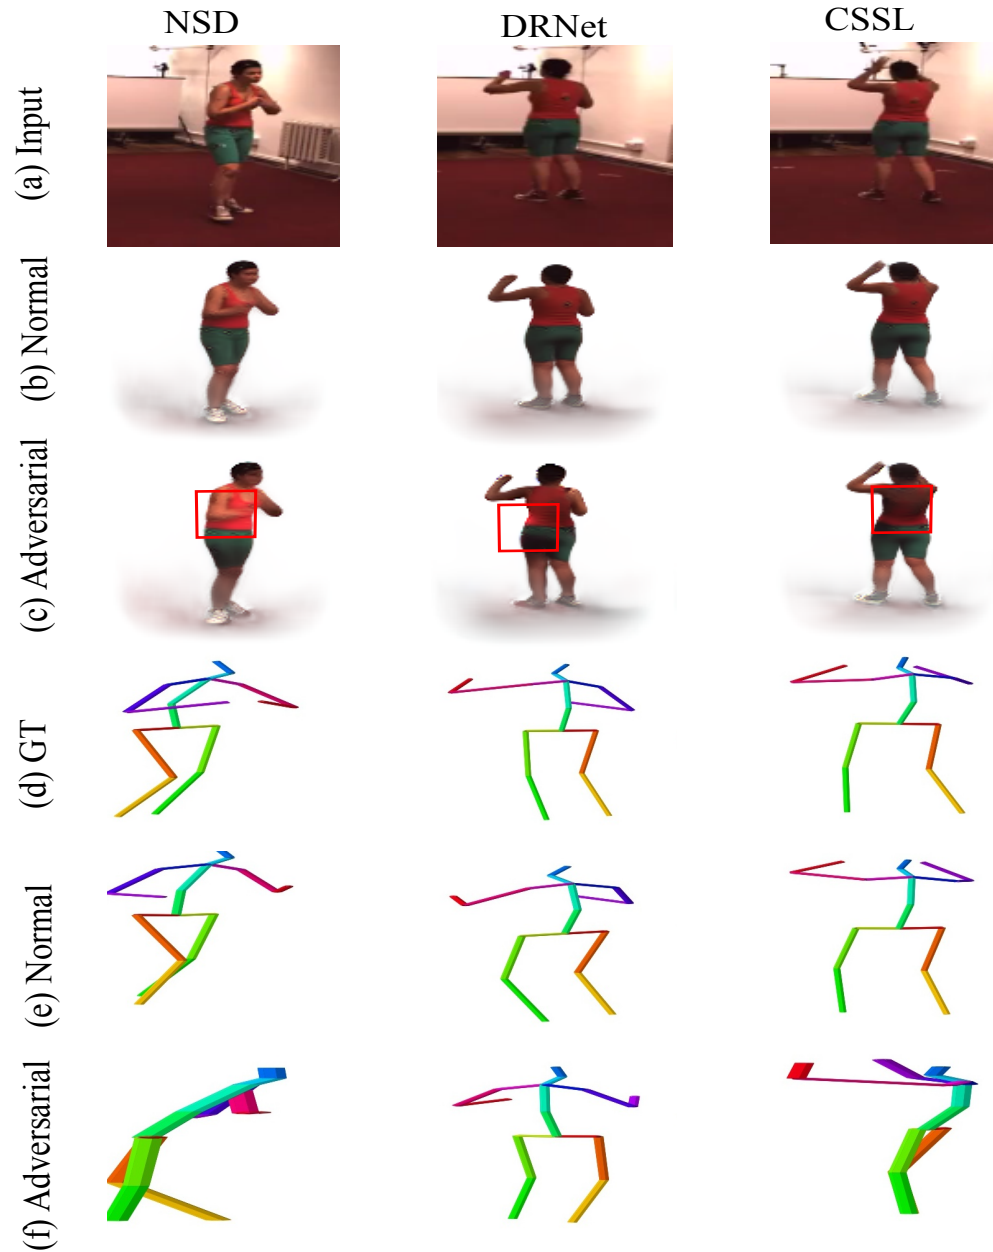 NSD DRNet CSSL
(a) Input
(b) Normal
(c) Adversarial
(d) GT
(e) Normal
(f) Adversarial